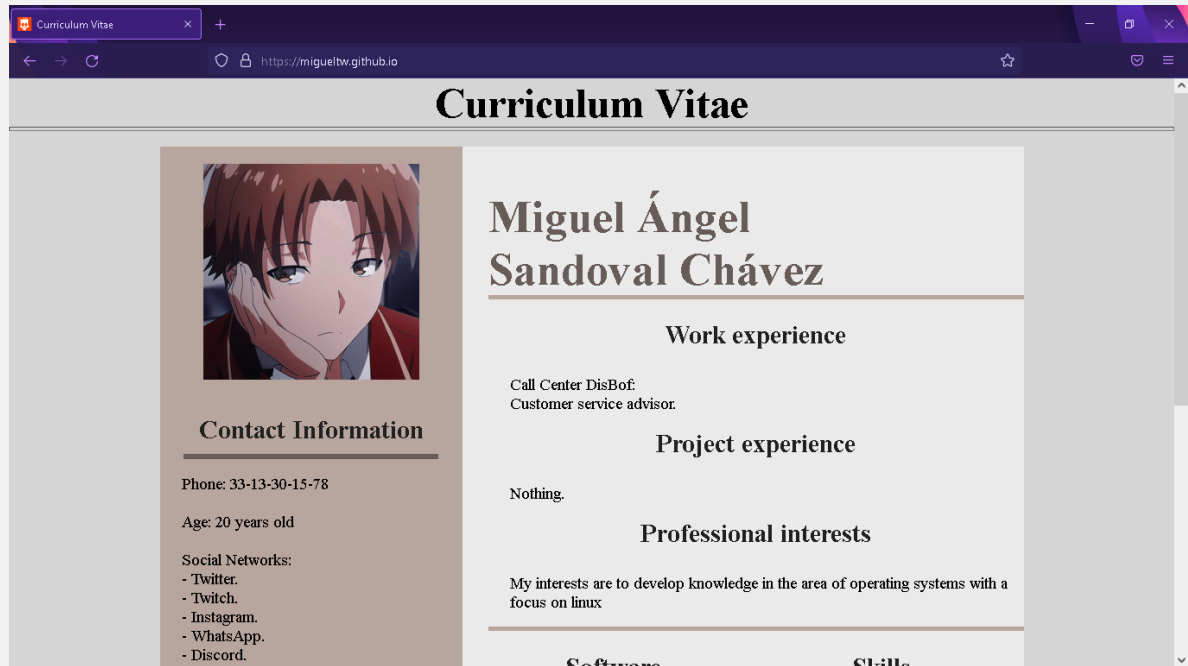 Curriculum Vitae
https://migueltw.github.io
Curriculum Vitae
Contact Information
Phone: 33-13-30-15-78
Age: 20 years old
Social Networks:
- Twitter.
- Twitch.
- Instagram.
- WhatsApp.
- Discord.
Miguel Ángel
Sandoval Chávez
Work experience
Call Center DisBof:
Customer service advisor.
Project experience
Nothing.
Professional interests
My interests are to develop knowledge in the area of operating systems with a
focus on linux
Software
Skills